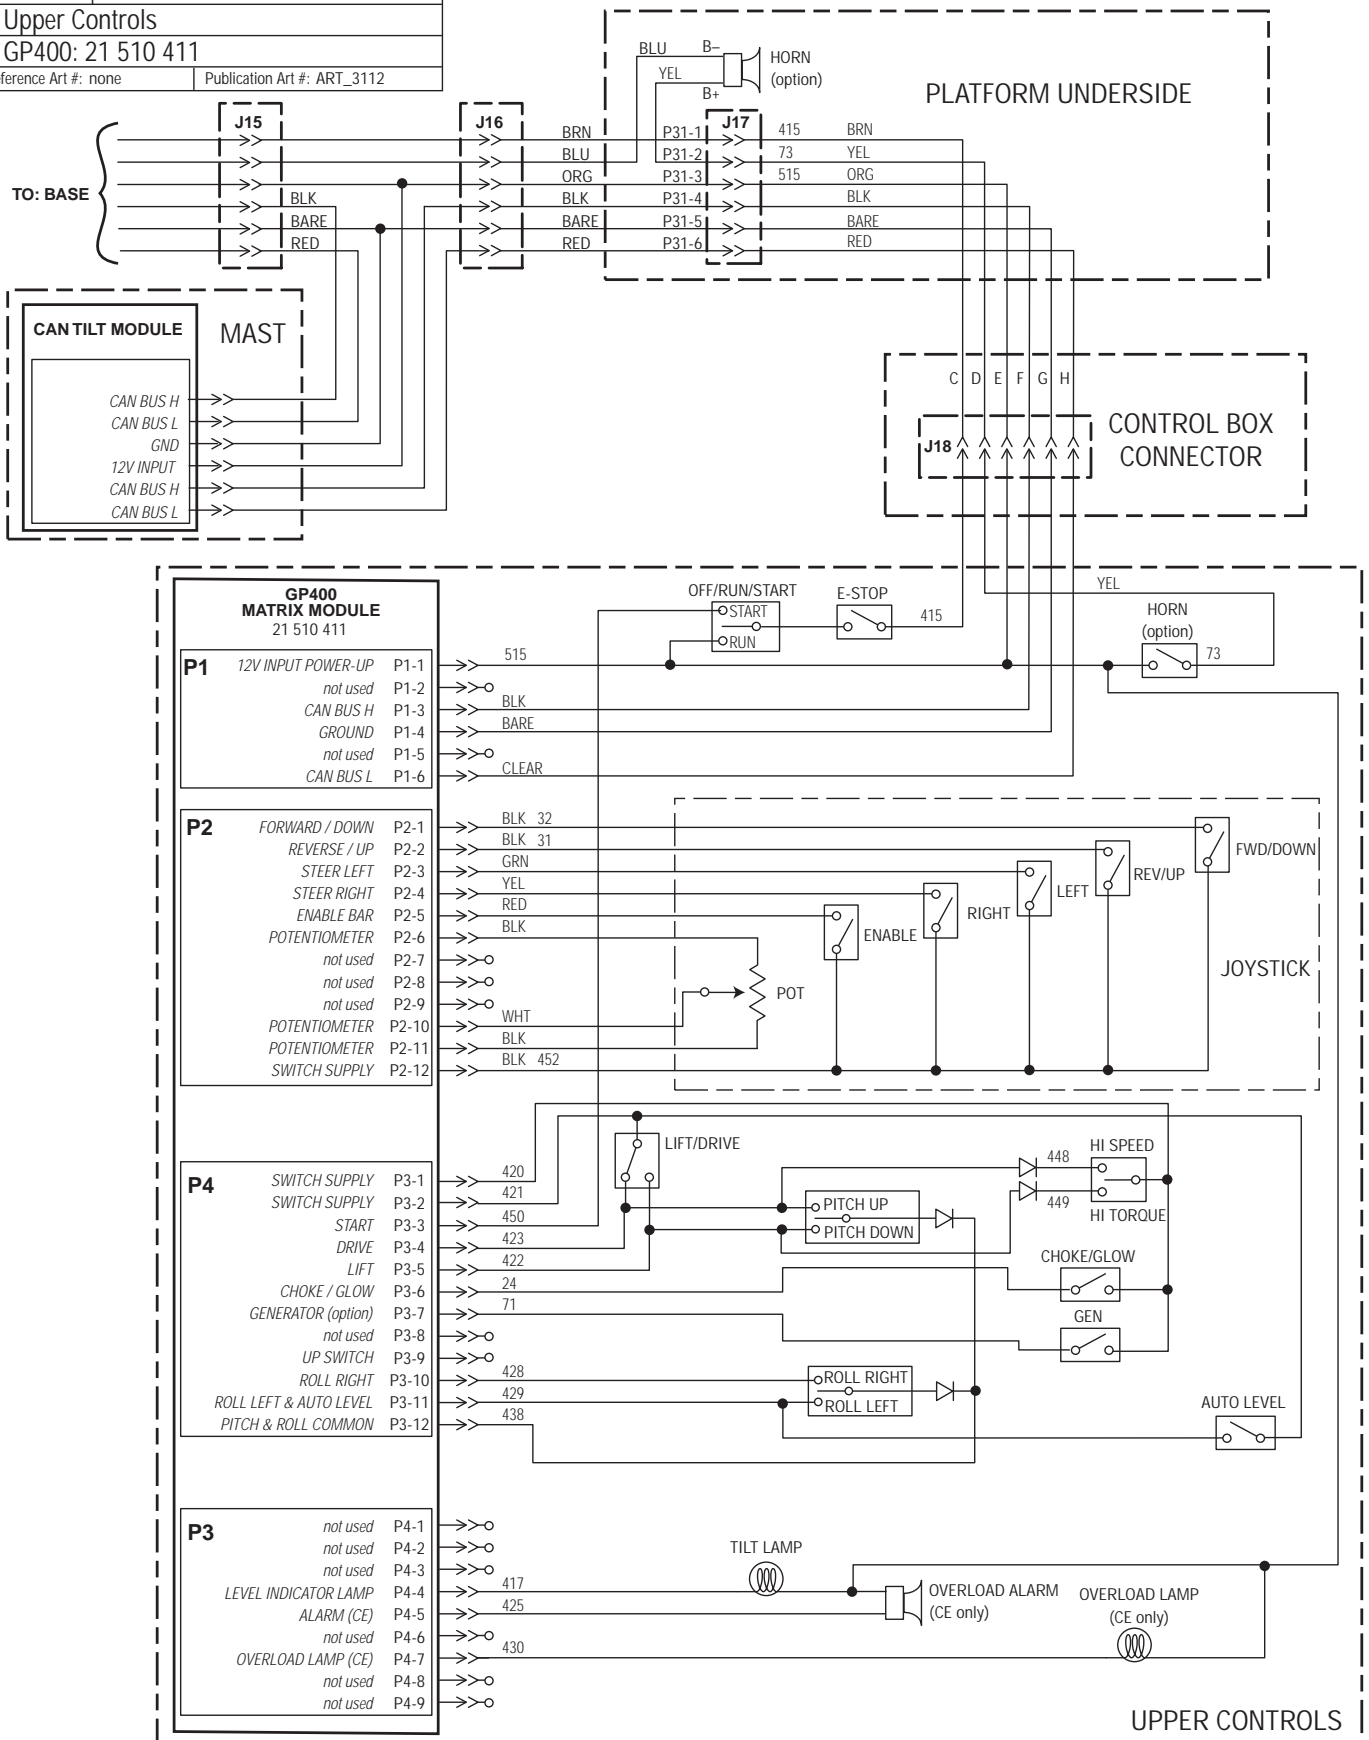 Upper Controls
GP400: 21 510 411
eference Art #: none
Publication Art #: ART_3112
BLU
B–
HORN
(option)
YEL
B+
PLATFORM UNDERSIDE
J15
J16
J17
TO: BASE
BRN
P31-1
415
BRN
BLU
P31-2
73
YEL
ORG
P31-3
515
ORG
BLK
BLK
P31-4
BLK
BARE
BARE
P31-5
BARE
RED
RED
P31-6
RED
CAN TILT MODULE
MAST
CAN BUS H
CAN BUS L
GND
12V INPUT
CAN BUS H
CAN BUS L
C
D
E
F
G
H
J18
CONTROL BOX
CONNECTOR
GP400
MATRIX MODULE
21 510 411
OFF/RUN/START
START
RUN
E-STOP
415
YEL
HORN
(option)
73
P1
12V INPUT POWER-UP P1-1 515
not used P1-2
CAN BUS H P1-3 BLK
GROUND P1-4 BARE
not used P1-5
CAN BUS L P1-6 CLEAR
P2
FORWARD / DOWN P2-1 BLK 32
REVERSE / UP P2-2 BLK 31
STEER LEFT P2-3 GRN
STEER RIGHT P2-4 YEL
ENABLE BAR P2-5 RED
POTENTIOMETER P2-6 BLK
not used P2-7
not used P2-8
not used P2-9
POTENTIOMETER P2-10 WHT
POTENTIOMETER P2-11 BLK
SWITCH SUPPLY P2-12 BLK 452
FWD/DOWN
REV/UP
LEFT
RIGHT
ENABLE
POT
JOYSTICK
P4
SWITCH SUPPLY P3-1 420
SWITCH SUPPLY P3-2 421
START P3-3 450
DRIVE P3-4 423
LIFT P3-5 422
CHOKE / GLOW P3-6 24
GENERATOR (option) P3-7 71
not used P3-8
UP SWITCH P3-9
ROLL RIGHT P3-10 428
ROLL LEFT & AUTO LEVEL P3-11 429
PITCH & ROLL COMMON P3-12 438
LIFT/DRIVE
HI SPEED
448
449
HI TORQUE
PITCH UP
PITCH DOWN
CHOKE/GLOW
GEN
ROLL RIGHT
ROLL LEFT
AUTO LEVEL
P3
not used P4-1
not used P4-2
not used P4-3
LEVEL INDICATOR LAMP P4-4 417
ALARM (CE) P4-5 425
not used P4-6
OVERLOAD LAMP (CE) P4-7 430
not used P4-8
not used P4-9
TILT LAMP
OVERLOAD ALARM
(CE only)
OVERLOAD LAMP
(CE only)
UPPER CONTROLS